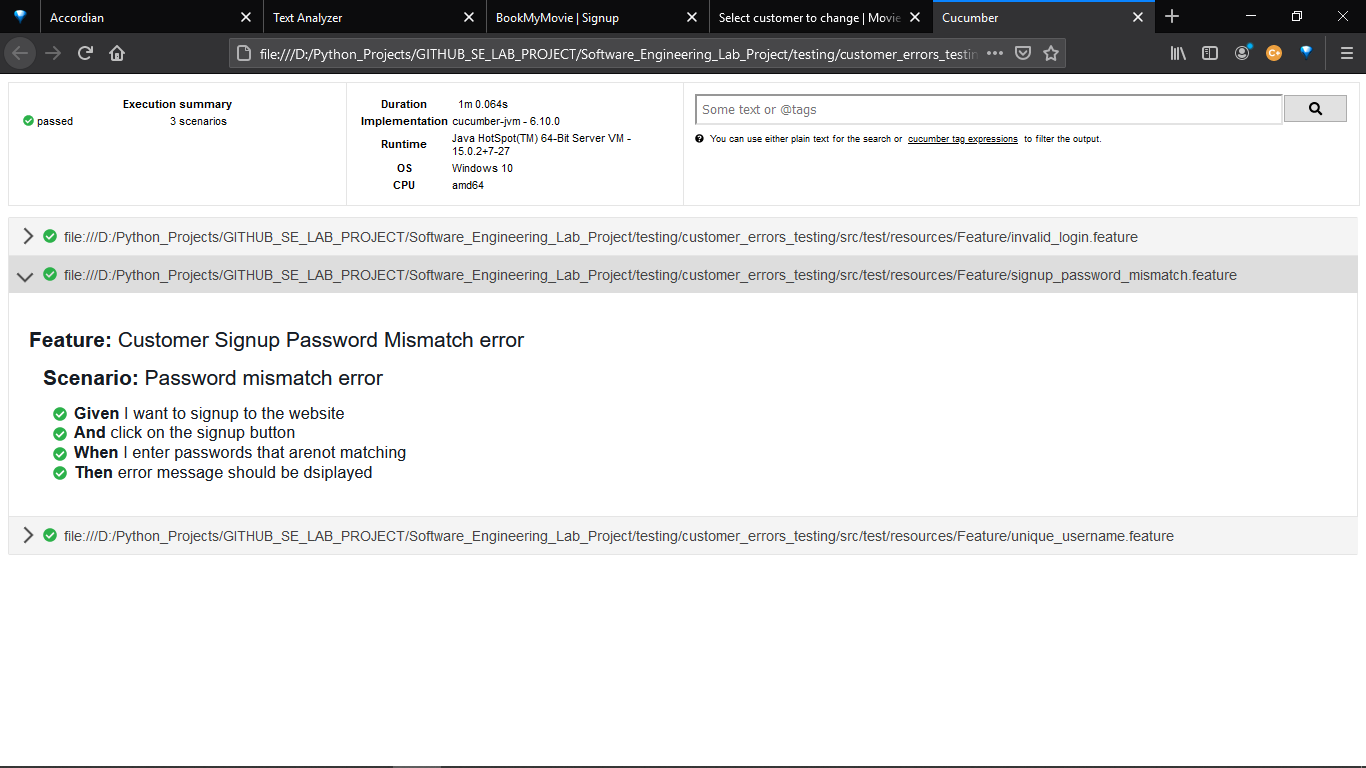 Accordian
Text Analyzer
BookMyMovie | Signup
Select customer to change | Movie
Cucumber
file:///D:/Python_Projects/GITHUB_SE_LAB_PROJECT/Software_Engineering_Lab_Project/testing/customer_errors_testin
Execution summary
passed 3 scenarios
Duration 1m 0.064s
Implementation cucumber-jvm - 6.10.0
Runtime Java HotSpot(TM) 64-Bit Server VM -
15.0.2+7-27
OS Windows 10
CPU amd64
Some text or @tags
You can use either plain text for the search or cucumber tag expressions to filter the output.
file:///D:/Python_Projects/GITHUB_SE_LAB_PROJECT/Software_Engineering_Lab_Project/testing/customer_errors_testing/src/test/resources/Feature/invalid_login.feature
file:///D:/Python_Projects/GITHUB_SE_LAB_PROJECT/Software_Engineering_Lab_Project/testing/customer_errors_testing/src/test/resources/Feature/signup_password_mismatch.feature
Feature: Customer Signup Password Mismatch error
Scenario: Password mismatch error
Given I want to signup to the website
And click on the signup button
When I enter passwords that arenot matching
Then error message should be dsiplayed
file:///D:/Python_Projects/GITHUB_SE_LAB_PROJECT/Software_Engineering_Lab_Project/testing/customer_errors_testing/src/test/resources/Feature/unique_username.feature